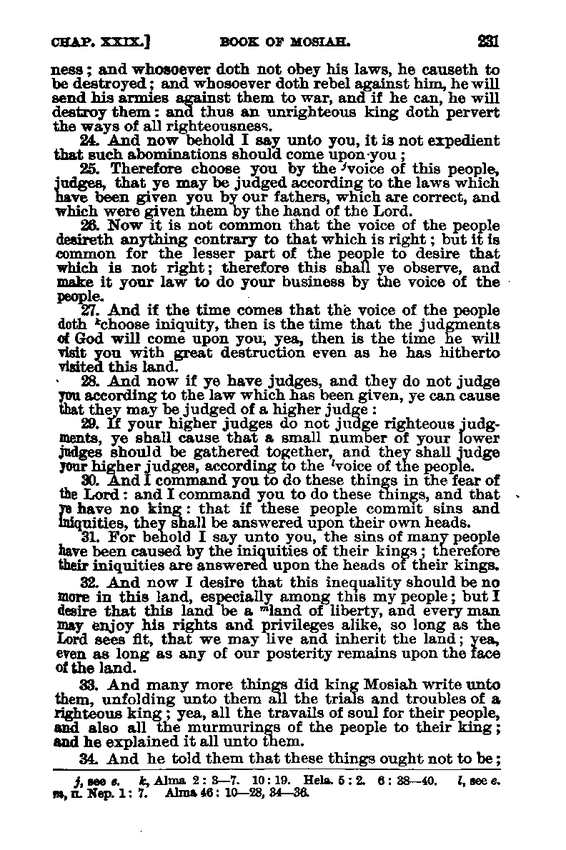 CHAP. XXIX.] BOOK OF MOSIAH. 231
ness; and whosoever doth not obey his laws, he causeth to
be destroyed; and whosoever doth rebel against him, he will
send his armies against them to war, and if he can, he will
destroy them: and thus an unrighteous king doth pervert
the ways of all righteousness.
24. And now behold I say unto you, it is not expedient
that such abominations should come upon you;
25. Therefore choose you by the ʲvoice of this people,
judges, that ye may be judged according to the laws which
have been given you by our fathers, which are correct, and
which were given them by the hand of the Lord.
26. Now it is not common that the voice of the people
desireth anything contrary to that which is right; but it is
common for the lesser part of the people to desire that
which is not right; therefore this shall ye observe, and
make it your law to do your business by the voice of the
people.
27. And if the time comes that the voice of the people
doth ᵏchoose iniquity, then is the time that the judgments
of God will come upon you, yea, then is the time he will
visit you with great destruction even as he has hitherto
visited this land.
28. And now if ye have judges, and they do not judge
you according to the law which has been given, ye can cause
that they may be judged of a higher judge:
29. If your higher judges do not judge righteous judg-
ments, ye shall cause that a small number of your lower
judges should be gathered together, and they shall judge
your higher judges, according to the ˡvoice of the people.
30. And I command you to do these things in the fear of
the Lord: and I command you to do these things, and that
ye have no king: that if these people commit sins and
iniquities, they shall be answered upon their own heads.
31. For behold I say unto you, the sins of many people
have been caused by the iniquities of their kings; therefore
their iniquities are answered upon the heads of their kings.
32. And now I desire that this inequality should be no
more in this land, especially among this my people; but I
desire that this land be a ᵐland of liberty, and every man
may enjoy his rights and privileges alike, so long as the
Lord sees fit, that we may live and inherit the land; yea,
even as long as any of our posterity remains upon the face
of the land.
33. And many more things did king Mosiah write unto
them, unfolding unto them all the trials and troubles of a
righteous king; yea, all the travails of soul for their people,
and also all the murmurings of the people to their king;
and he explained it all unto them.
34. And he told them that these things ought not to be;
j, see e. k, Alma 2: 3—7. 10: 19. Hela. 5: 2. 6: 38—40. l, see e.
m, II. Nep. 1: 7. Alma 46: 10—28, 34—36.